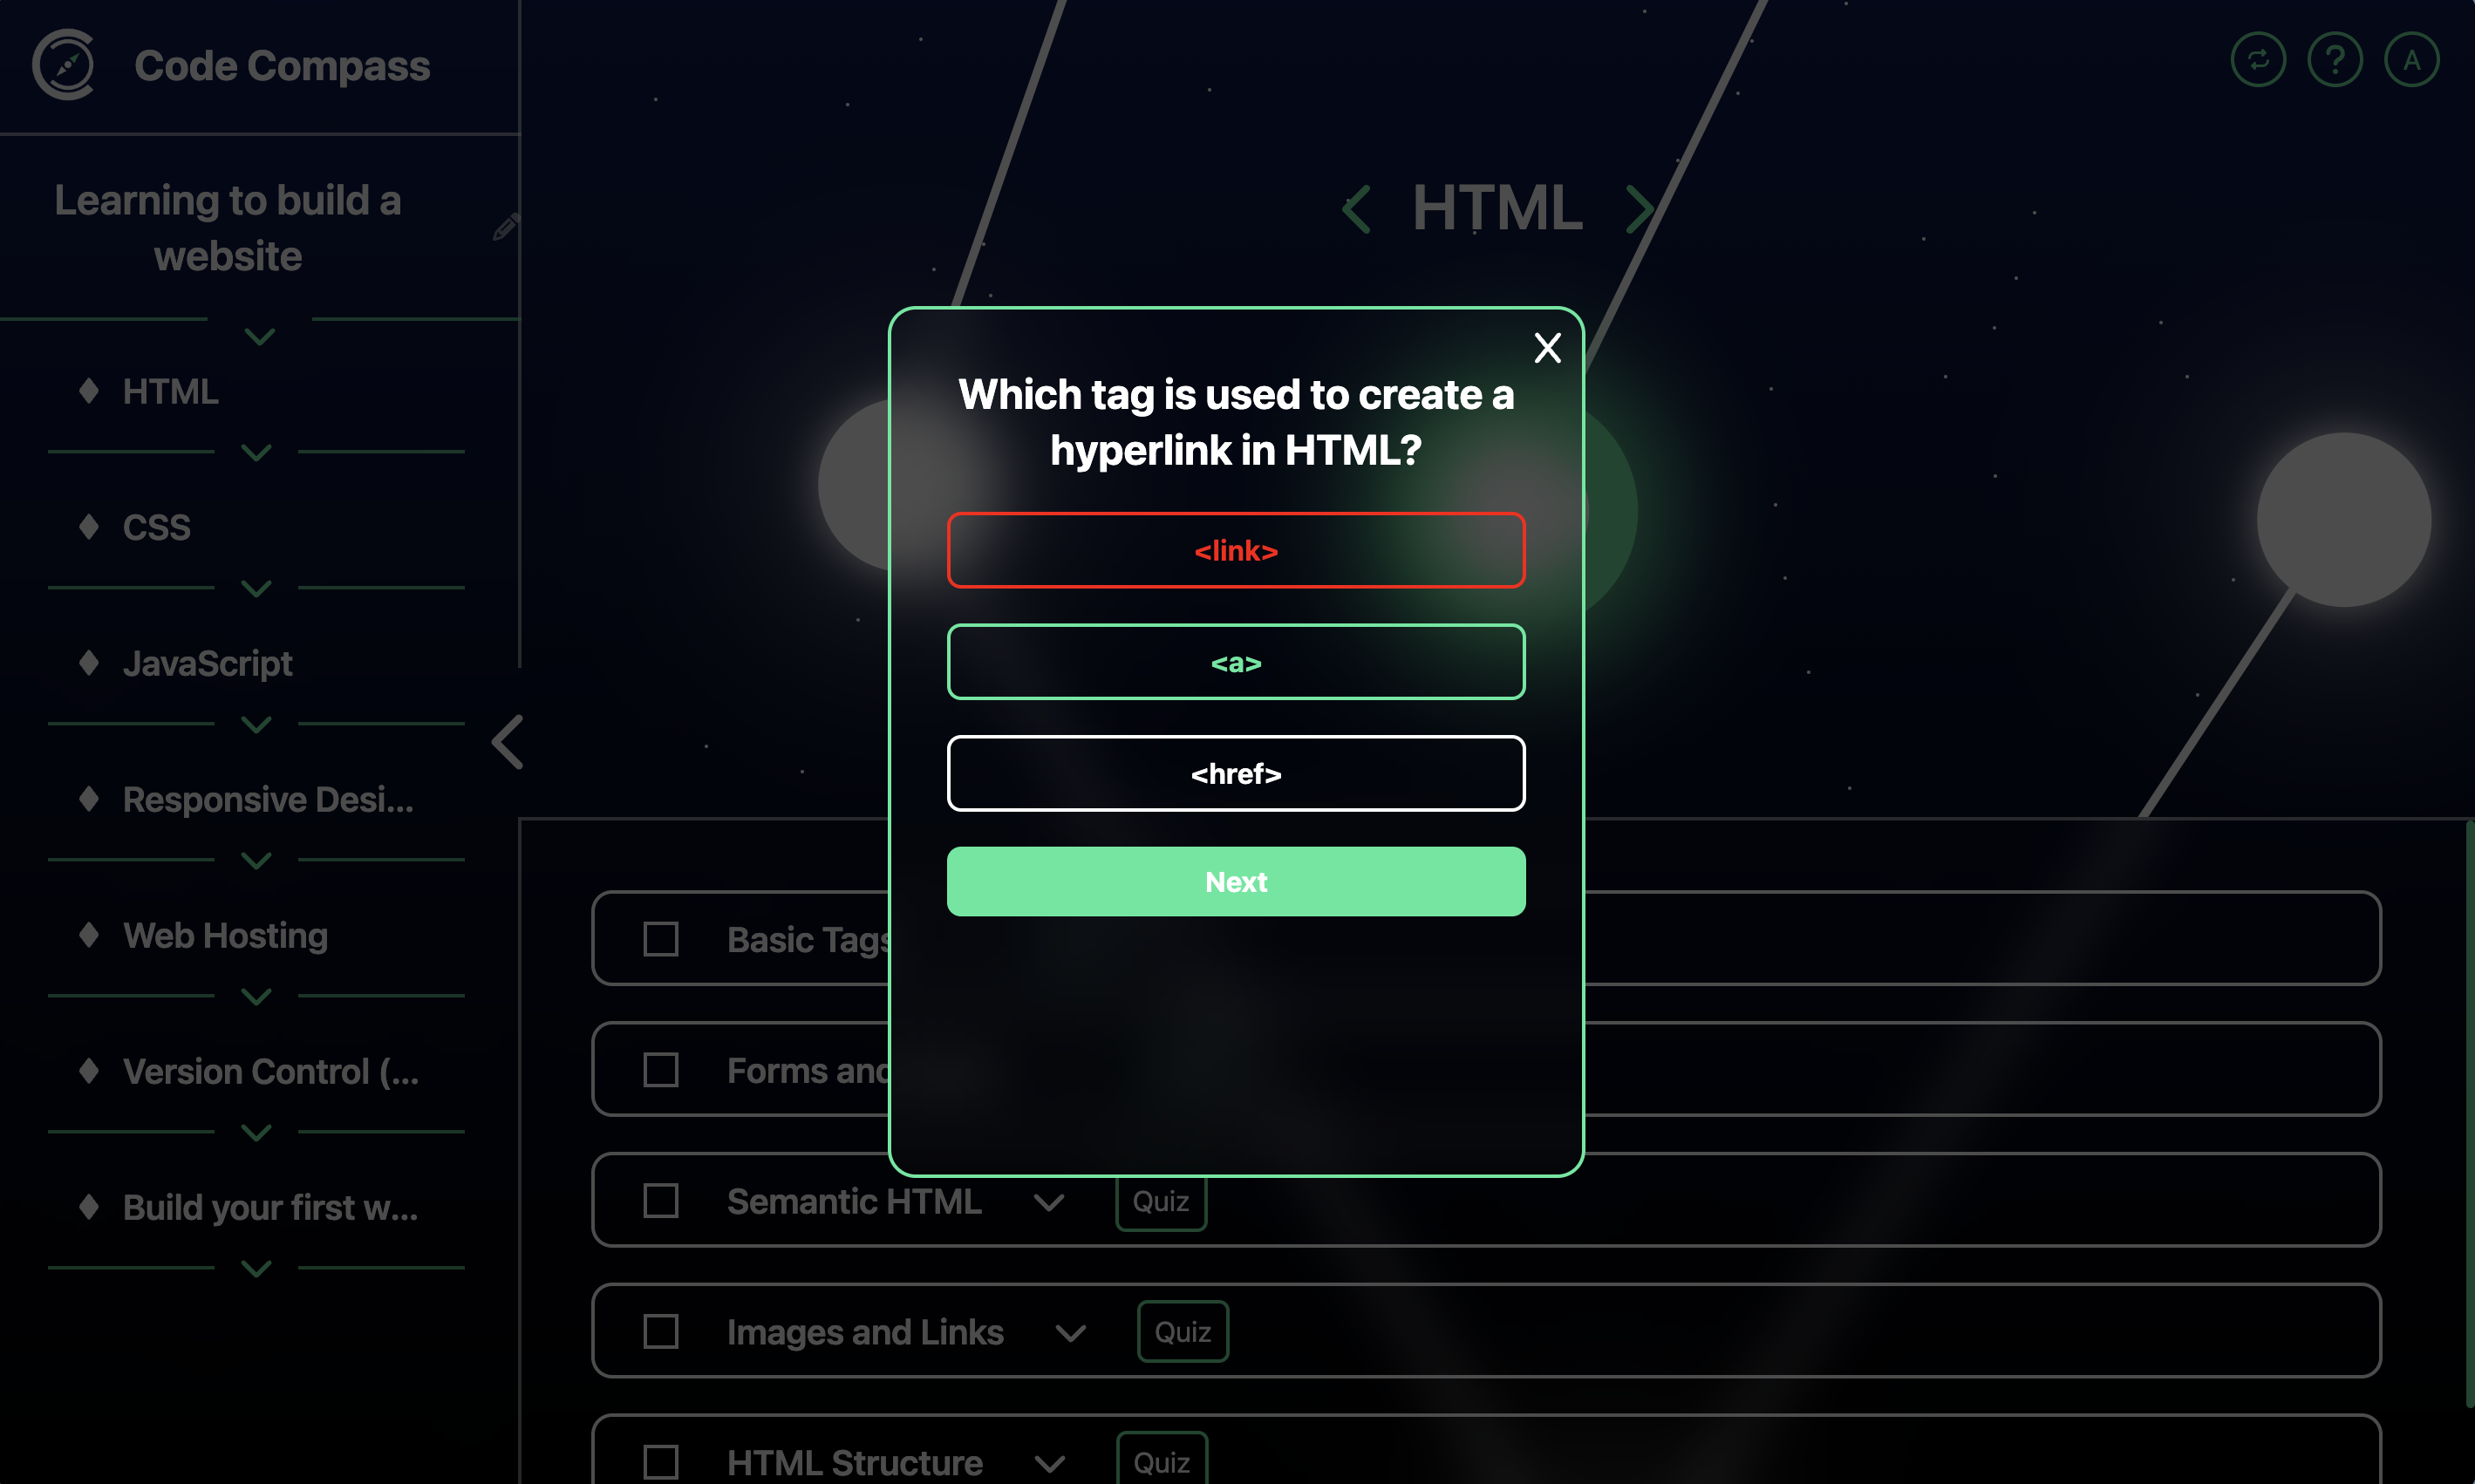 Code Compass
?
A
Learning to build a
website
HTML
CSS
JavaScript
Responsive Desi...
Web Hosting
Version Control (...
Build your first w...
HTML
X
Which tag is used to create a
hyperlink in HTML?
<link>
<a>
<href>
Next
Basic Tags
Forms and
Semantic HTML Quiz
Images and Links Quiz
HTML Structure Quiz